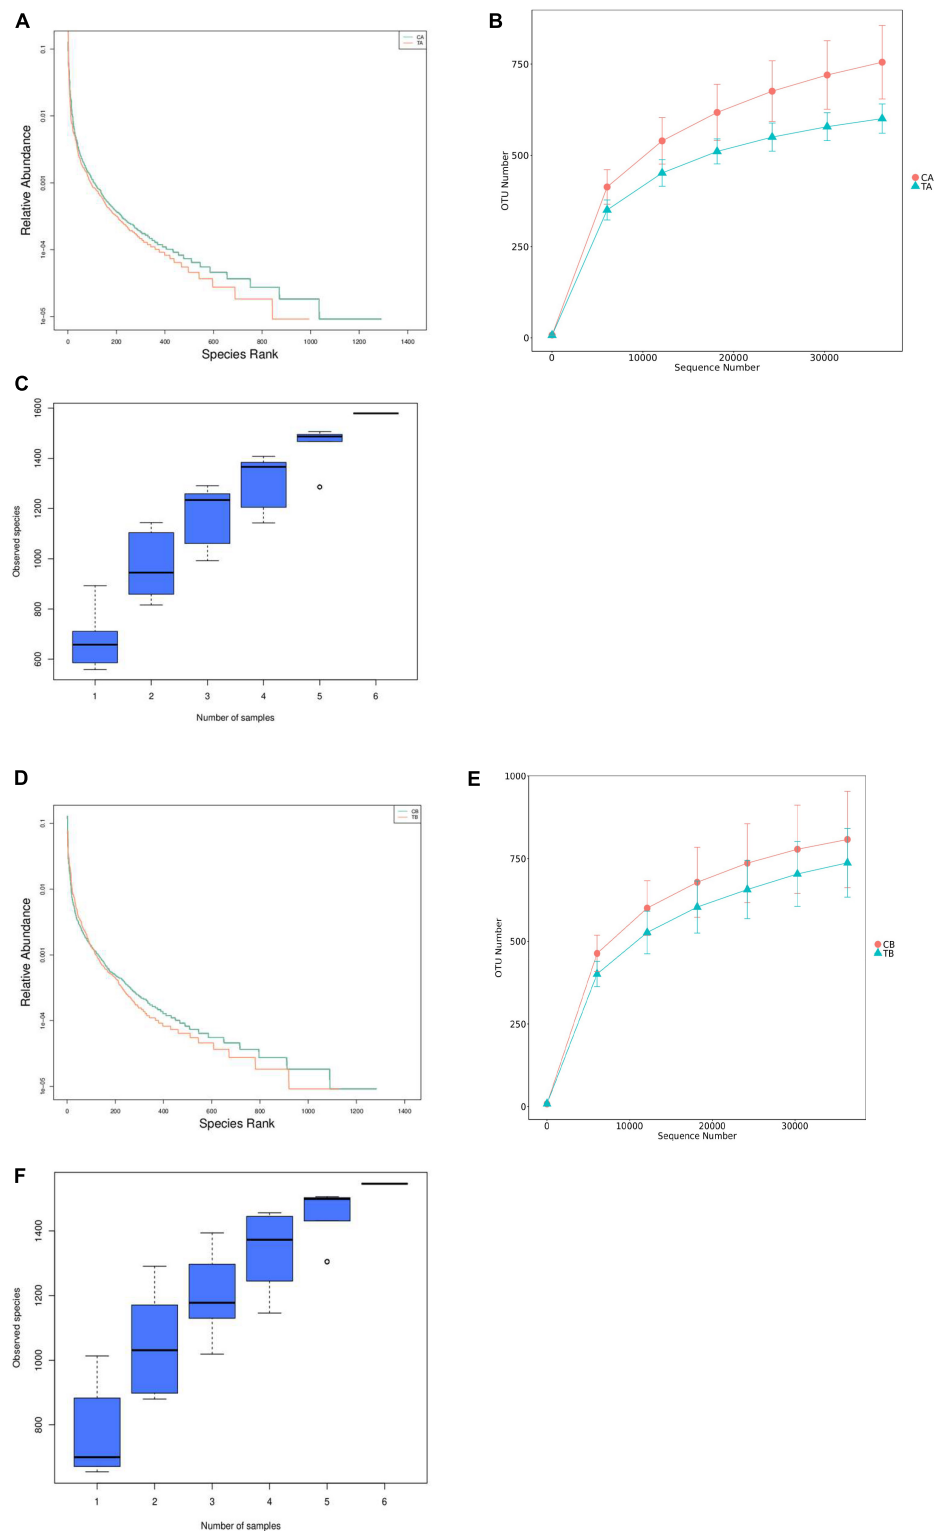 A
CA
TA
0.1
0.01
0.001
1e-04
1e-05
Relative Abundance
0 200 400 600 800 1000 1200 1400
Species Rank
B
750
500
250
0
OTU Number
0 10000 20000 30000
Sequence Number
CA
TA
C
1600
1400
1200
1000
800
600
Observed species
1 2 3 4 5 6
Number of samples
D
CB
TB
0.1
0.01
0.001
1e-04
1e-05
Relative Abundance
0 200 400 600 800 1000 1200 1400
Species Rank
E
1000
750
500
250
0
OTU Number
0 10000 20000 30000
Sequence Number
CB
TB
F
1400
1200
1000
800
Observed species
1 2 3 4 5 6
Number of samples